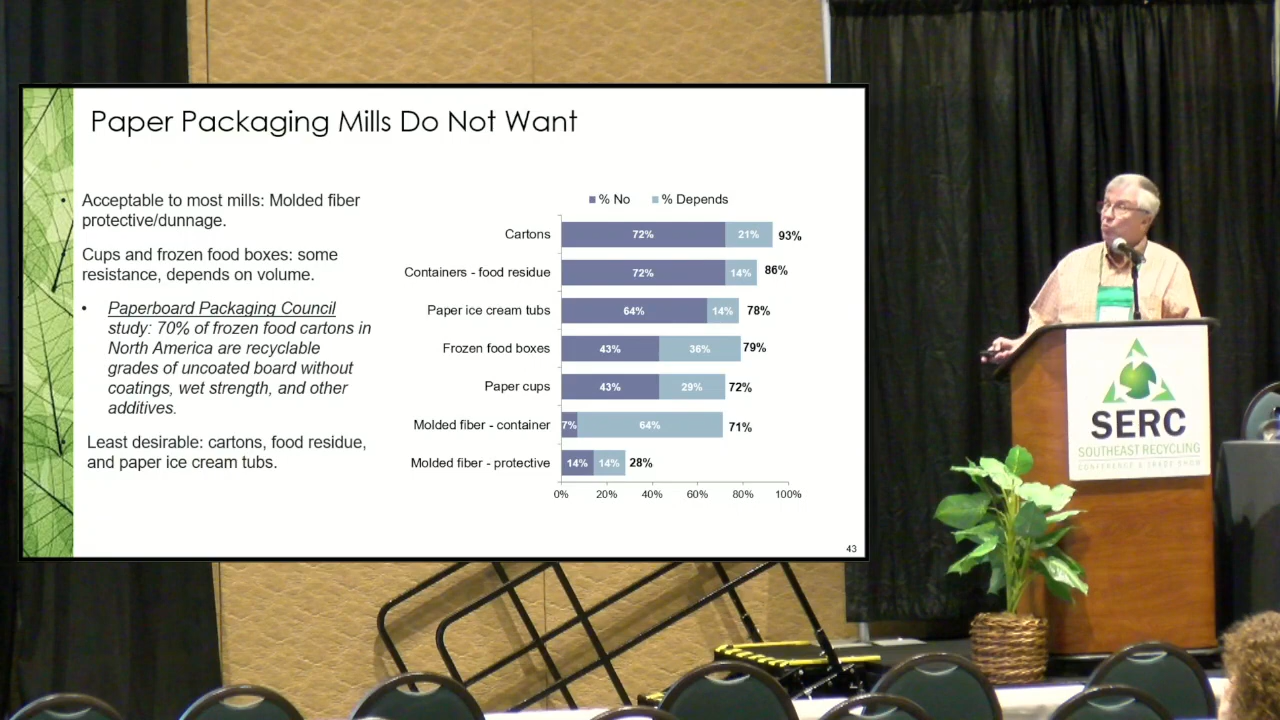 Paper Packaging Mills Do Not Want
• Acceptable to most mills: Molded fiber
protective/dunnage.
Cups and frozen food boxes: some
resistance, depends on volume.
• Paperboard Packaging Council
study: 70% of frozen food cartons in
North America are recyclable
grades of uncoated board without
coatings, wet strength, and other
additives.
Least desirable: cartons, food residue,
and paper ice cream tubs.
% No % Depends
Cartons 72% 21% 93%
Containers - food residue 72% 14% 86%
Paper ice cream tubs 64% 14% 78%
Frozen food boxes 43% 36% 79%
Paper cups 43% 29% 72%
Molded fiber - container 7% 64% 71%
Molded fiber - protective 14% 14% 28%
0% 20% 40% 60% 80% 100%
43
SERC
SOUTHEAST RECYCLING
CONFERENCE & TRADE SHOW